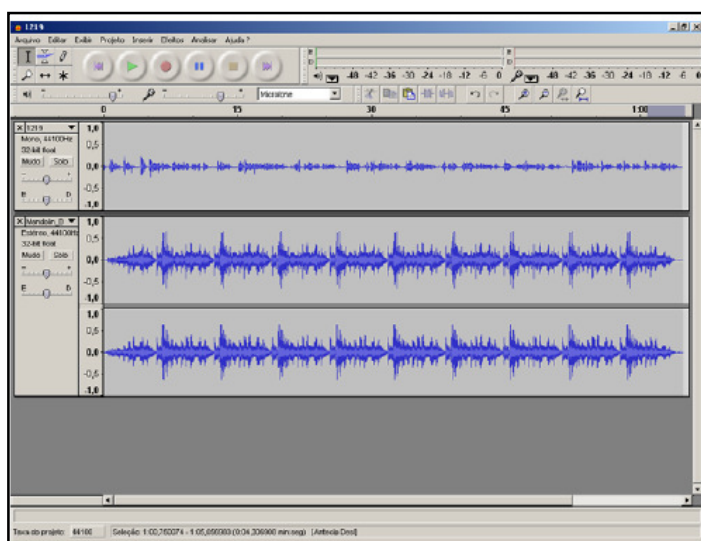 1219
Arquivo Editar Exibir Projeto Inserir Efeitos Analisar Ajuda ?
-48 -42 -36 -30 -24 -18 -12 -6 0
-48 -42 -36 -30 -24 -18 -12 -6 0
0 15 30 45 1:00
1219
Mono, 44100Hz
32-bit float
Mudo Solo
- +
E D
1,0
0,5
0,0
-0,5
-1,0
Mandolin_D
Estéreo, 44100Hz
32-bit float
Mudo Solo
- +
E D
1,0
0,5
0,0
-0,5
-1,0
1,0
0,5
0,0
-0,5
-1,0
Taxa do projeto: 44100
Seleção: